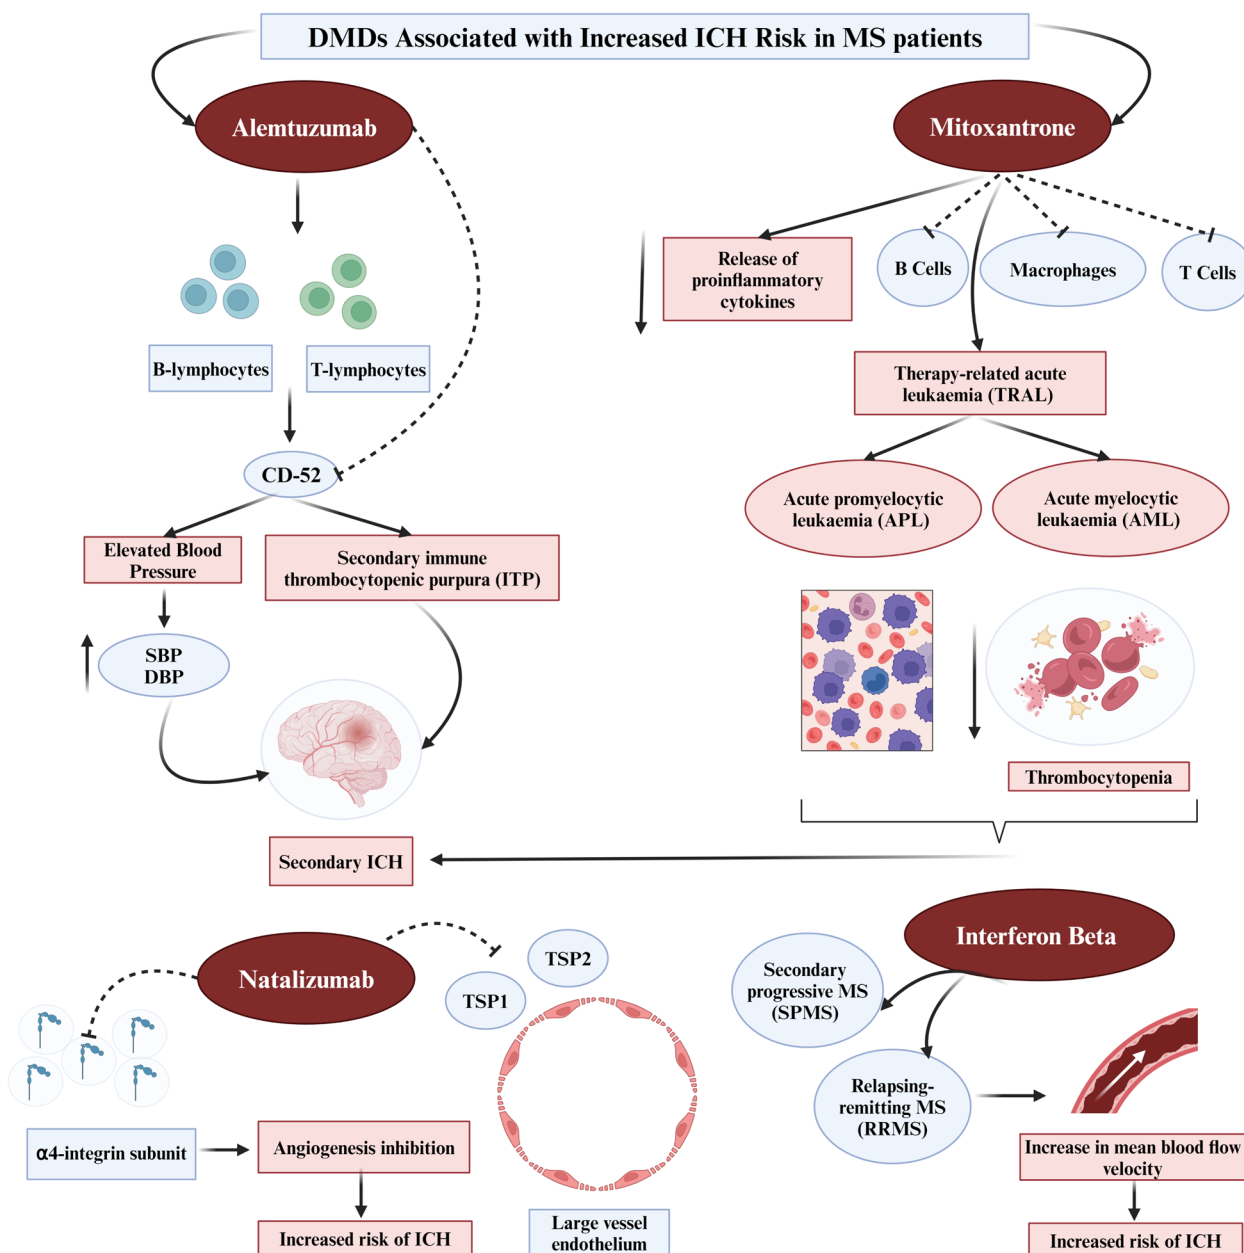 DMDs Associated with Increased ICH Risk in MS patients
Alemtuzumab
B-lymphocytes
T-lymphocytes
CD-52
Elevated Blood
Pressure
Secondary immune
thrombocytopenic purpura (ITP)
SBP
DBP
Mitoxantrone
Release of
proinflammatory
cytokines
B Cells
Macrophages
T Cells
Therapy-related acute
leukaemia (TRAL)
Acute promyelocytic
leukaemia (APL)
Acute myelocytic
leukaemia (AML)
Thrombocytopenia
Secondary ICH
Natalizumab
TSP2
TSP1
α4-integrin subunit
Angiogenesis inhibition
Increased risk of ICH
Large vessel
endothelium
Interferon Beta
Secondary
progressive MS
(SPMS)
Relapsing-
remitting MS
(RRMS)
Increase in mean blood flow
velocity
Increased risk of ICH